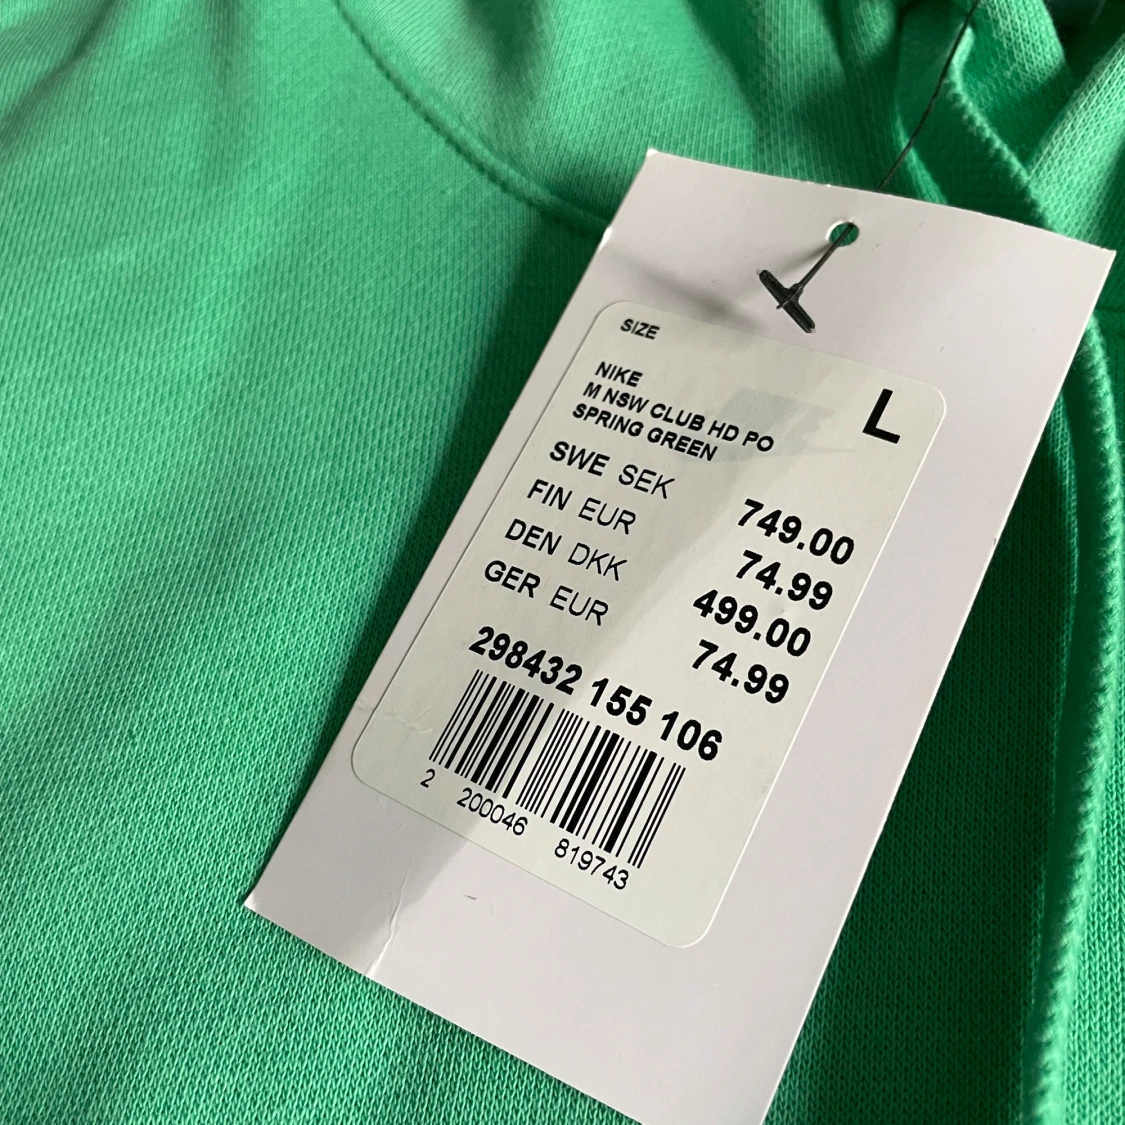 SIZE
L
NIKE
M NSW CLUB HD PO
SPRING GREEN
SWE SEK 749.00
FIN EUR 74.99
DEN DKK 499.00
GER EUR 74.99
298432 155 106
2 200046 819743